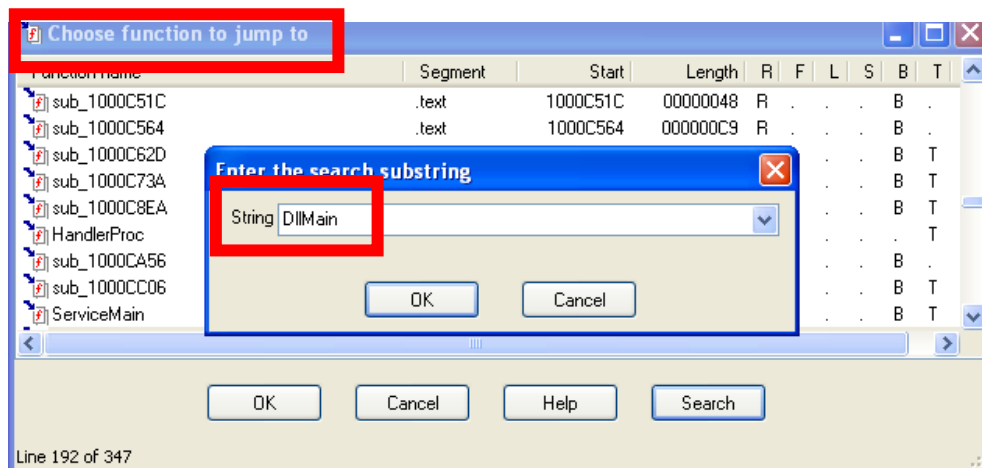 Choose function to jump to
Function name Segment Start Length R F L S B T
sub_1000C51C .text 1000C51C 00000048 R . . . B .
sub_1000C564 .text 1000C564 000000C9 R . . . B .
sub_1000C62D . . B T
sub_1000C73A . . B T
sub_1000C8EA . . B T
HandlerProc . . . T
sub_1000CA56 . . B .
sub_1000CC06 . . B T
ServiceMain . . B T
Enter the search substring
String DllMain
OK Cancel
OK Cancel Help Search
Line 192 of 347